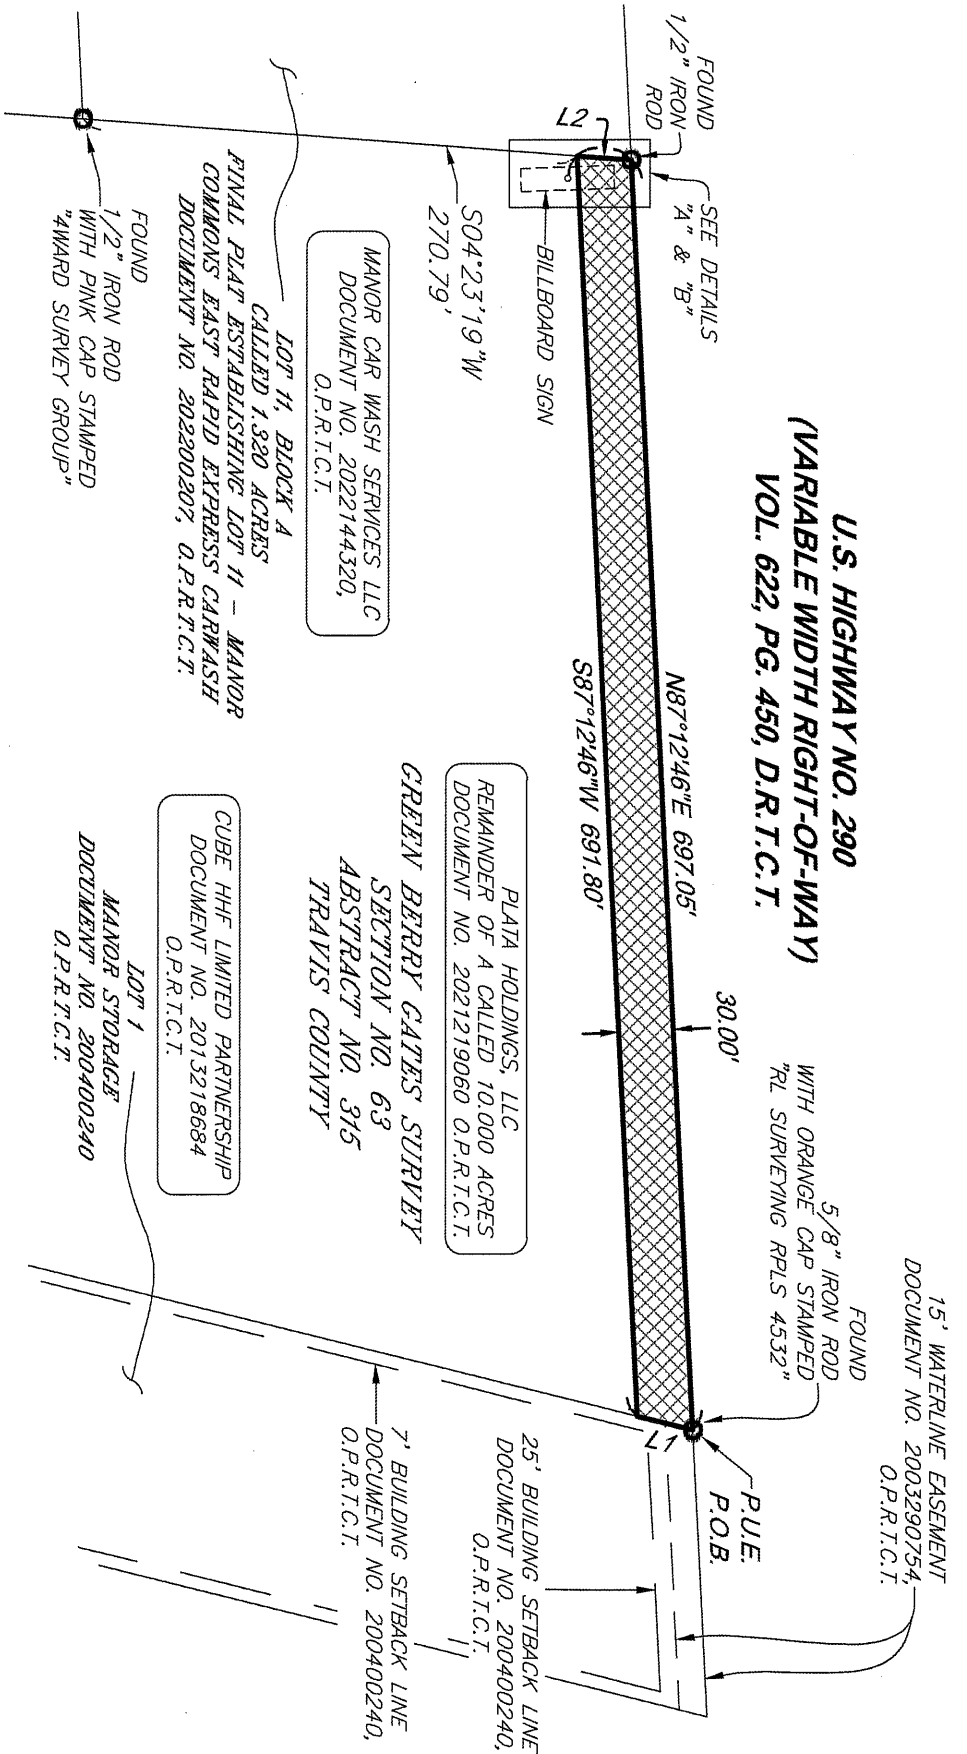 U.S. HIGHWAY NO. 290
(VARIABLE WIDTH RIGHT-OF-WAY)
VOL. 622, PG. 450, D.R.T.C.T.
FOUND
1/2" IRON
ROD
SEE DETAILS
"A" & "B"
L2
BILLBOARD SIGN
S04°23'19"W
270.79'
N87°12'46"E 697.05'
S87°12'46"W 691.80'
30.00'
FOUND
5/8" IRON ROD
WITH ORANGE CAP STAMPED
"RL SURVEYING RPLS 4532"
15' WATERLINE EASEMENT
DOCUMENT NO. 2003290754,
O.P.R.T.C.T.
P.U.E.
P.O.B.
L1
25' BUILDING SETBACK LINE
DOCUMENT NO. 200400240,
O.P.R.T.C.T.
7' BUILDING SETBACK LINE
DOCUMENT NO. 200400240,
O.P.R.T.C.T.
MANOR CAR WASH SERVICES LLC
DOCUMENT NO. 2022144320,
O.P.R.T.C.T.
LOT 11, BLOCK A
CALLED 1.320 ACRES
FINAL PLAT ESTABLISHING LOT 11 - MANOR
COMMONS EAST RAPID EXPRESS CARWASH
DOCUMENT NO. 202200207, O.P.R.T.C.T.
FOUND
1/2" IRON ROD
WITH PINK CAP STAMPED
"4WARD SURVEY GROUP"
PLATA HOLDINGS, LLC
REMAINDER OF A CALLED 10.000 ACRES
DOCUMENT NO. 2021219060 O.P.R.T.C.T.
GREEN BERRY GATES SURVEY
SECTION NO. 63
ABSTRACT NO. 315
TRAVIS COUNTY
CUBE HHF LIMITED PARTNERSHIP
DOCUMENT NO. 2013218684
O.P.R.T.C.T.
LOT 1
MANOR STORAGE
DOCUMENT NO. 200400240
O.P.R.T.C.T.